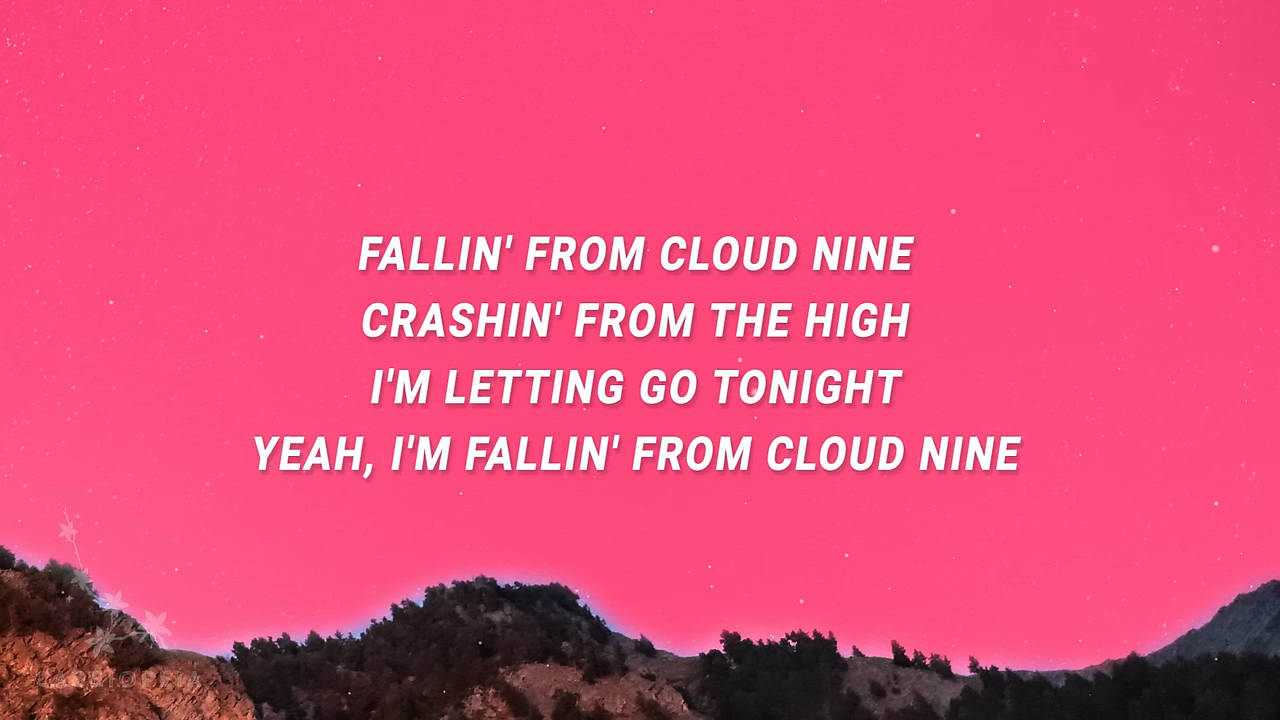 FALLIN' FROM CLOUD NINE
CRASHIN' FROM THE HIGH
I'M LETTING GO TONIGHT
YEAH, I'M FALLIN' FROM CLOUD NINE